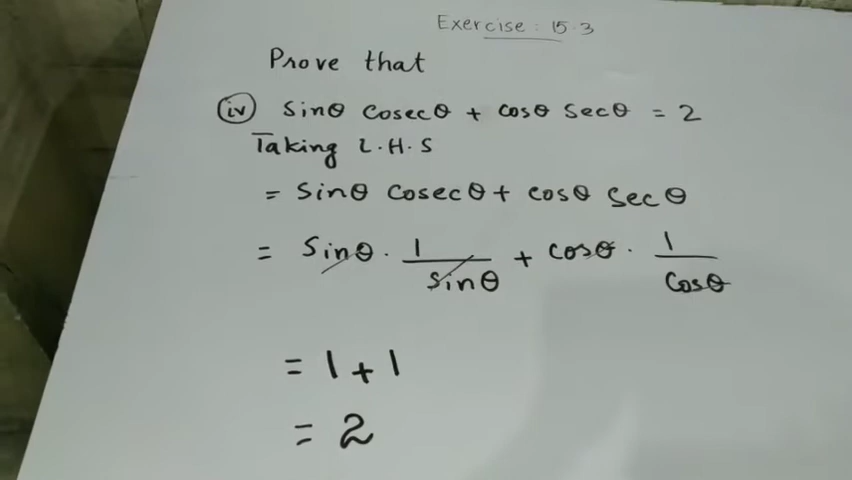 Exercise : 15.3
Prove that
(iv) sinθ Cosecθ + cosθ Secθ = 2
Taking L.H.S
= Sinθ Cosecθ + cosθ Secθ
= Sinθ . 1/Sinθ + cosθ . 1/Cosθ
= 1 + 1
= 2